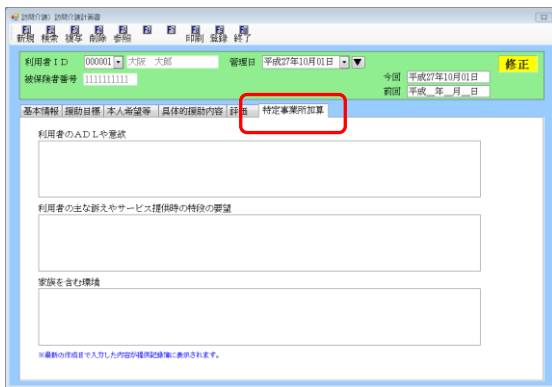 訪問介護) 訪問介護計画書
新規 検索 複写 削除 参照 印刷 登録 終了
利用者ＩＤ 000001 大阪 太郎 管理日 平成27年10月01日 修正
被保険者番号 1111111111 今回 平成27年10月01日
前回 平成__年__月__日
基本情報 援助目標 本人希望等 具体的援助内容 評価 特定事業所加算
利用者のＡＤＬや意欲
利用者の主な訴えやサービス提供時の特段の要望
家族を含む環境
※最新の作成日で入力した内容が提供記録簿に表示されます。